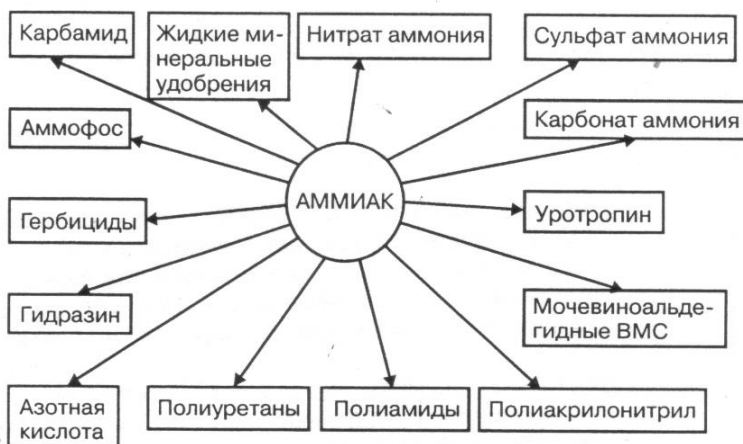 Карбамид
Жидкие ми-
неральные
удобрения
Нитрат аммония
Сульфат аммония
Аммофос
Карбонат аммония
АММИАК
Гербициды
Уротропин
Гидразин
Мочевиноальде-
гидные ВМС
Азотная
кислота
Полиуретаны
Полиамиды
Полиакрилонитрил